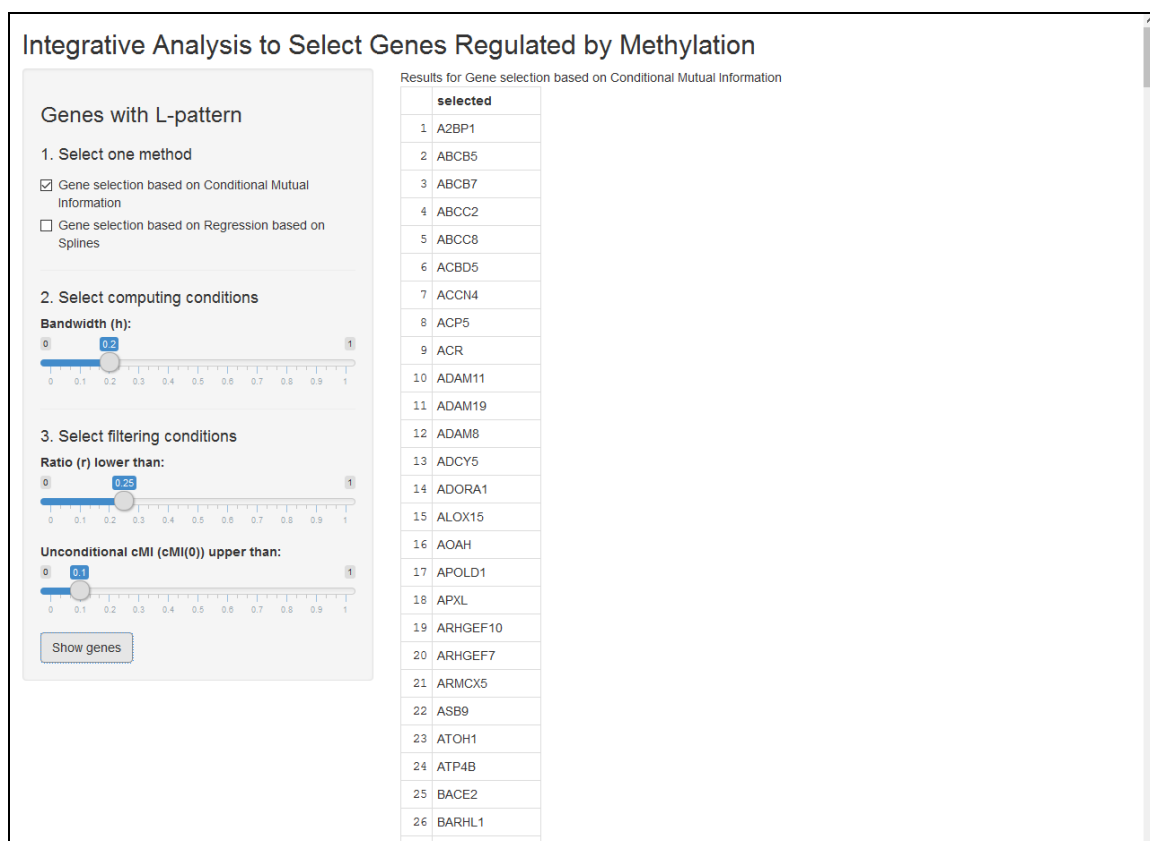 Integrative Analysis to Select Genes Regulated by Methylation
Genes with L-pattern
1. Select one method
Gene selection based on Conditional Mutual
Information
Gene selection based on Regression based on
Splines
2. Select computing conditions
Bandwidth (h):
0 0.2 1
0 0.1 0.2 0.3 0.4 0.5 0.6 0.7 0.8 0.9 1
3. Select filtering conditions
Ratio (r) lower than:
0 0.25 1
0 0.1 0.2 0.3 0.4 0.5 0.6 0.7 0.8 0.9 1
Unconditional cMI (cMI(0)) upper than:
0 0.1 1
0 0.1 0.2 0.3 0.4 0.5 0.6 0.7 0.8 0.9 1
Show genes
Results for Gene selection based on Conditional Mutual Information
selected
1 A2BP1
2 ABCB5
3 ABCB7
4 ABCC2
5 ABCC8
6 ACBD5
7 ACCN4
8 ACP5
9 ACR
10 ADAM11
11 ADAM19
12 ADAM8
13 ADCY5
14 ADORA1
15 ALOX15
16 AOAH
17 APOLD1
18 APXL
19 ARHGEF10
20 ARHGEF7
21 ARMCX5
22 ASB9
23 ATOH1
24 ATP4B
25 BACE2
26 BARHL1